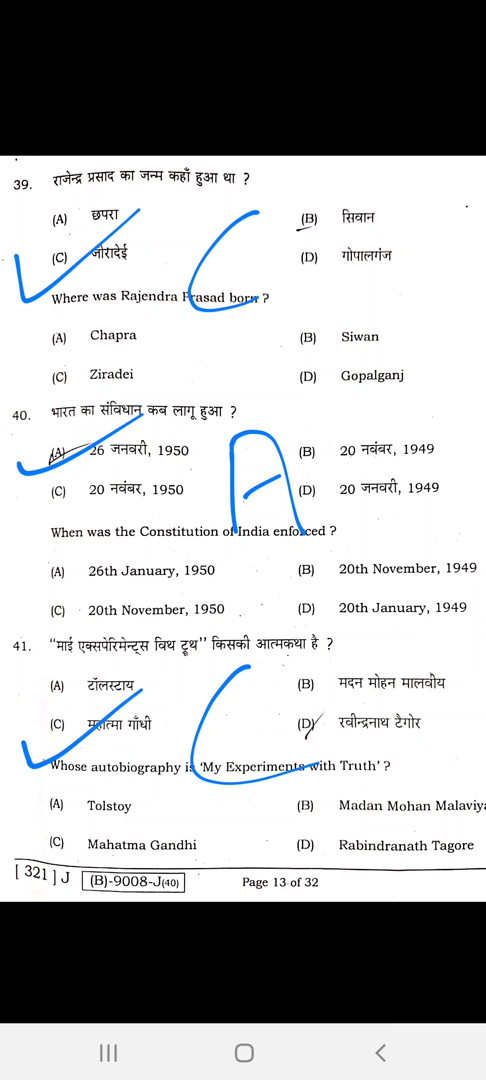 39. राजेन्द्र प्रसाद का जन्म कहाँ हुआ था ?
(A) छपरा (B) सिवान
(C) जीरादेई (D) गोपालगंज
Where was Rajendra Prasad born ?
(A) Chapra (B) Siwan
(C) Ziradei (D) Gopalganj
C
40. भारत का संविधान कब लागू हुआ ?
(A) 26 जनवरी, 1950 (B) 20 नवंबर, 1949
(C) 20 नवंबर, 1950 (D) 20 जनवरी, 1949
When was the Constitution of India enforced ?
(A) 26th January, 1950 (B) 20th November, 1949
(C) 20th November, 1950 (D) 20th January, 1949
A
41. “माई एक्सपेरिमेन्ट्स विथ ट्रूथ” किसकी आत्मकथा है ?
(A) टॉलस्टाय (B) मदन मोहन मालवीय
(C) महात्मा गाँधी (D) रवीन्द्रनाथ टैगोर
Whose autobiography is ‘My Experiments with Truth’ ?
(A) Tolstoy (B) Madan Mohan Malaviya
(C) Mahatma Gandhi (D) Rabindranath Tagore
C
[ 321 ] J (B)-9008-J(40) Page 13 of 32